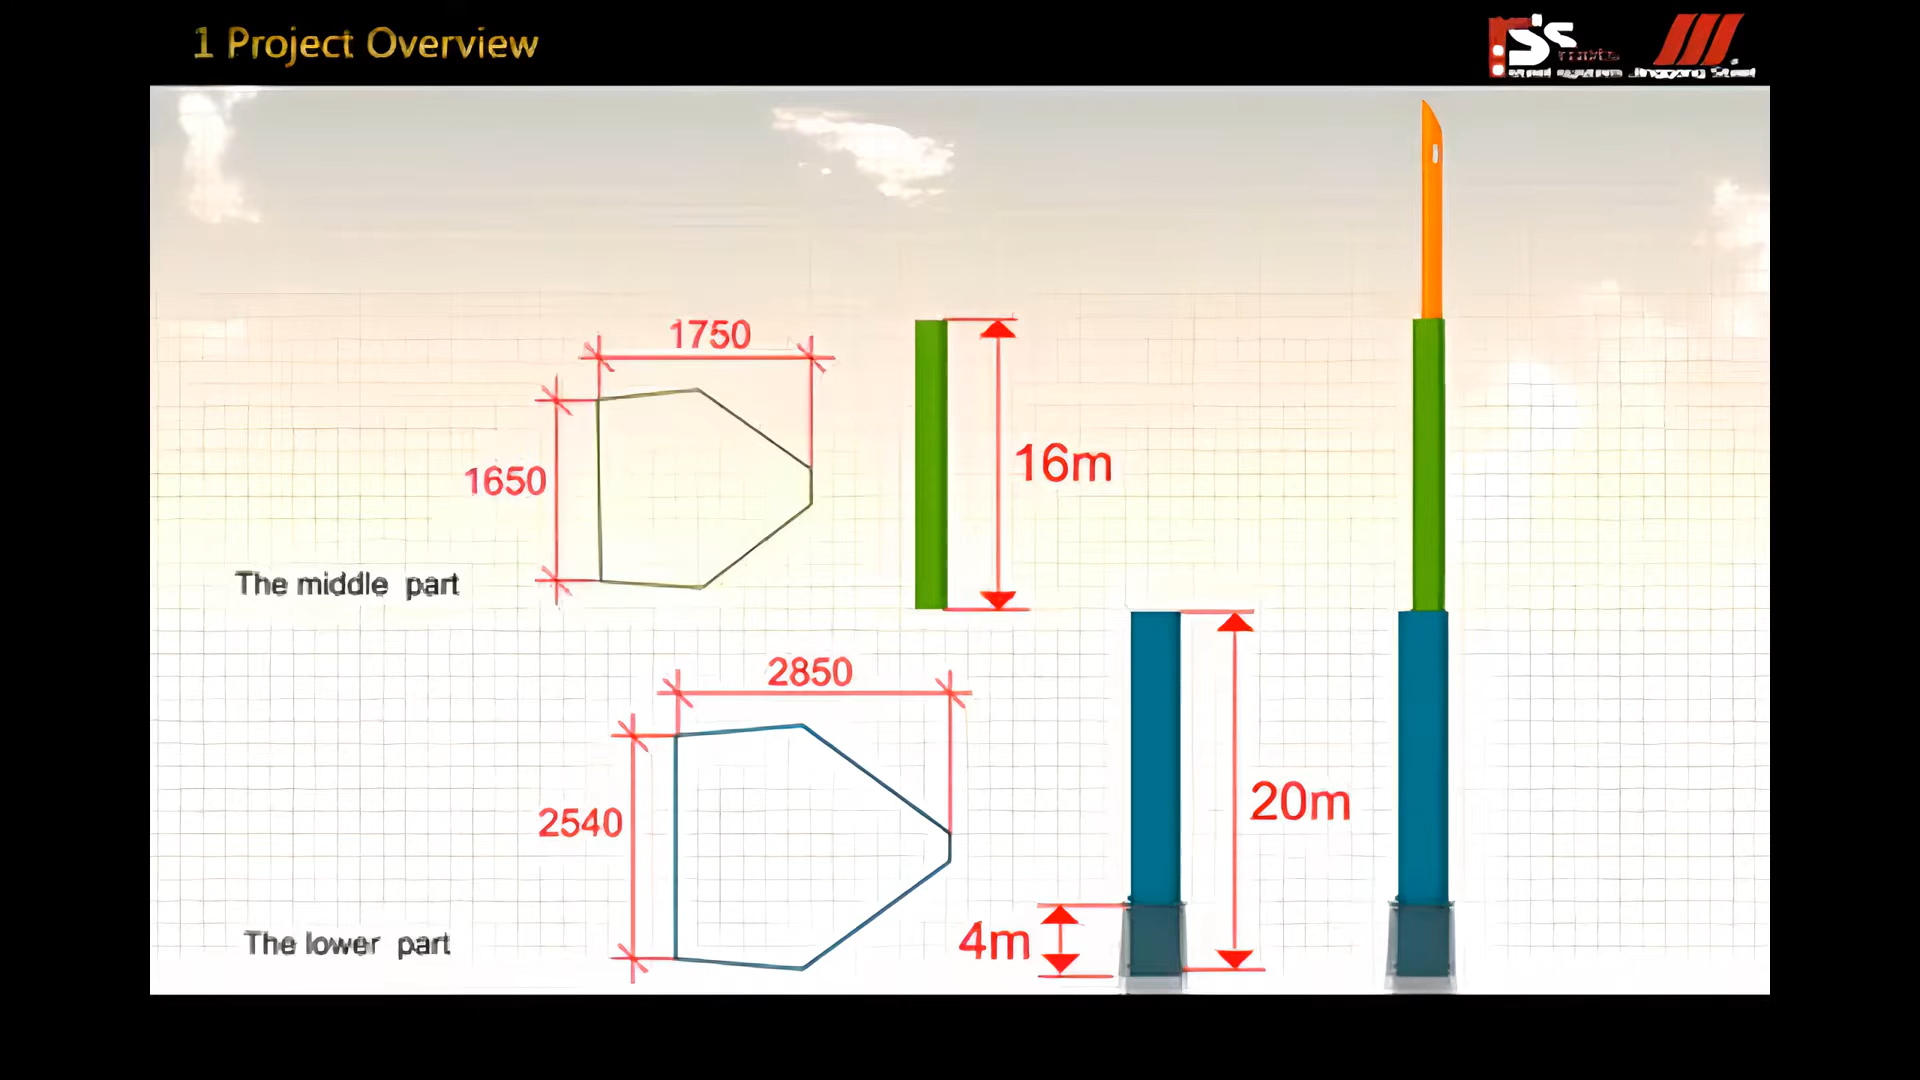 1 Project Overview
1750
1650
16m
The middle part
2850
2540
20m
4m
The lower part